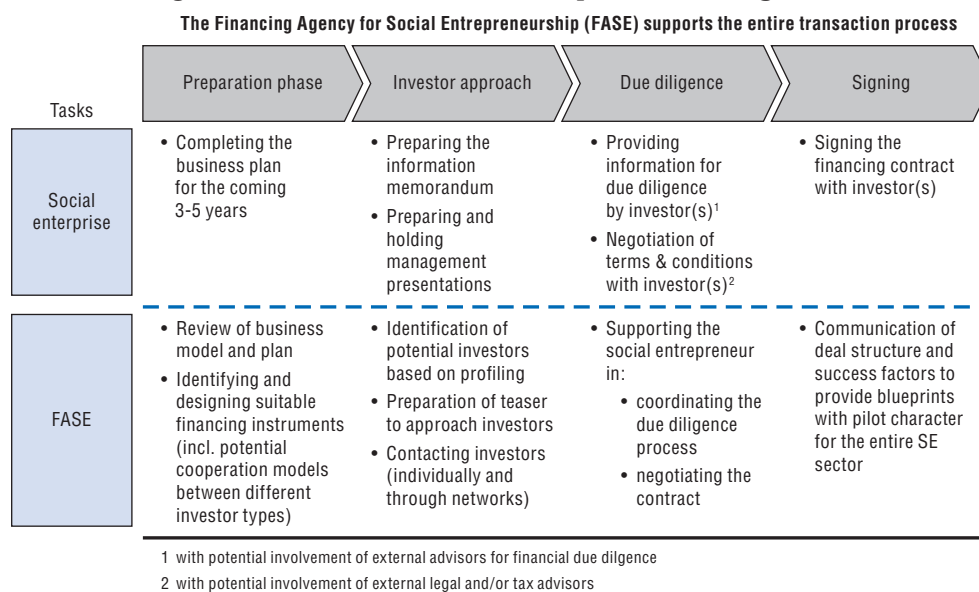 The Financing Agency for Social Entrepreneurship (FASE) supports the entire transaction process
Preparation phase
Investor approach
Due diligence
Signing
Tasks
Social
enterprise
• Completing the
business plan
for the coming
3-5 years
• Preparing the
information
memorandum
• Preparing and
holding
management
presentations
• Providing
information for
due diligence
by investor(s)¹
• Negotiation of
terms & conditions
with investor(s)²
• Signing the
financing contract
with investor(s)
FASE
• Review of business
model and plan
• Identifying and
designing suitable
financing instruments
(incl. potential
cooperation models
between different
investor types)
• Identification of
potential investors
based on profiling
• Preparation of teaser
to approach investors
• Contacting investors
(individually and
through networks)
• Supporting the
social entrepreneur
in:
• coordinating the
due diligence
process
• negotiating the
contract
• Communication of
deal structure and
success factors to
provide blueprints
with pilot character
for the entire SE
sector
1 with potential involvement of external advisors for financial due dilgence
2 with potential involvement of external legal and/or tax advisors